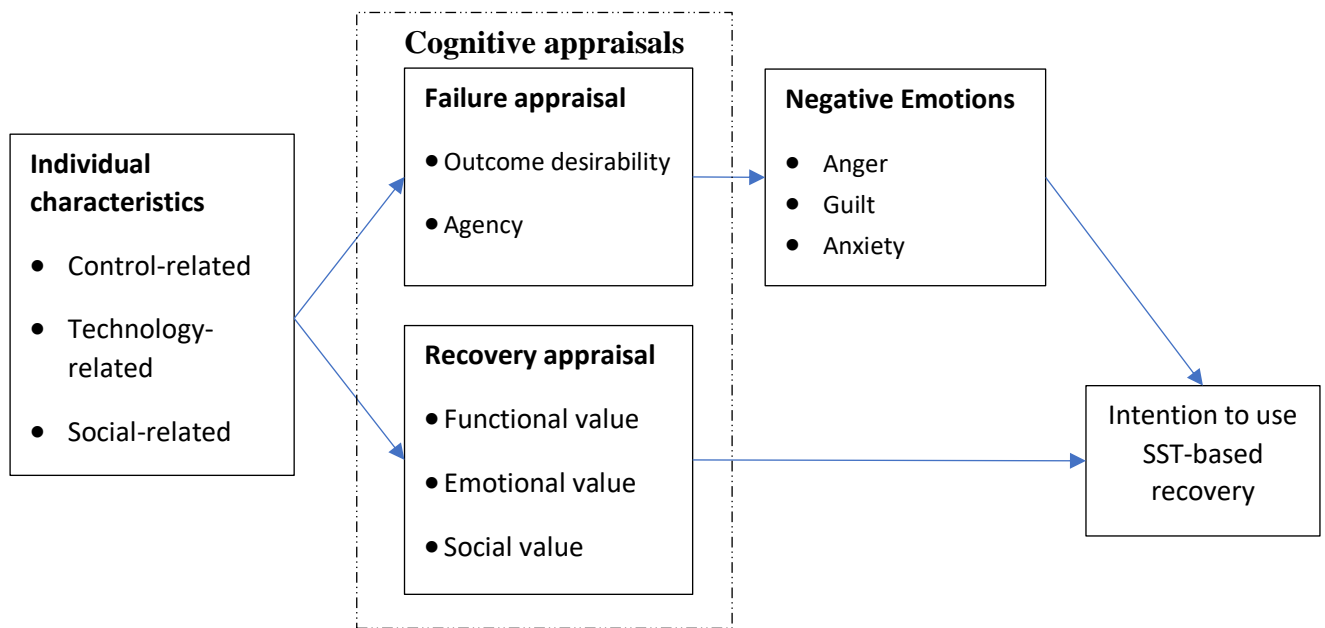 Cognitive appraisals
Individual
characteristics
● Control-related
● Technology-
related
● Social-related
Failure appraisal
● Outcome desirability
● Agency
Recovery appraisal
● Functional value
● Emotional value
● Social value
Negative Emotions
● Anger
● Guilt
● Anxiety
Intention to use
SST-based
recovery